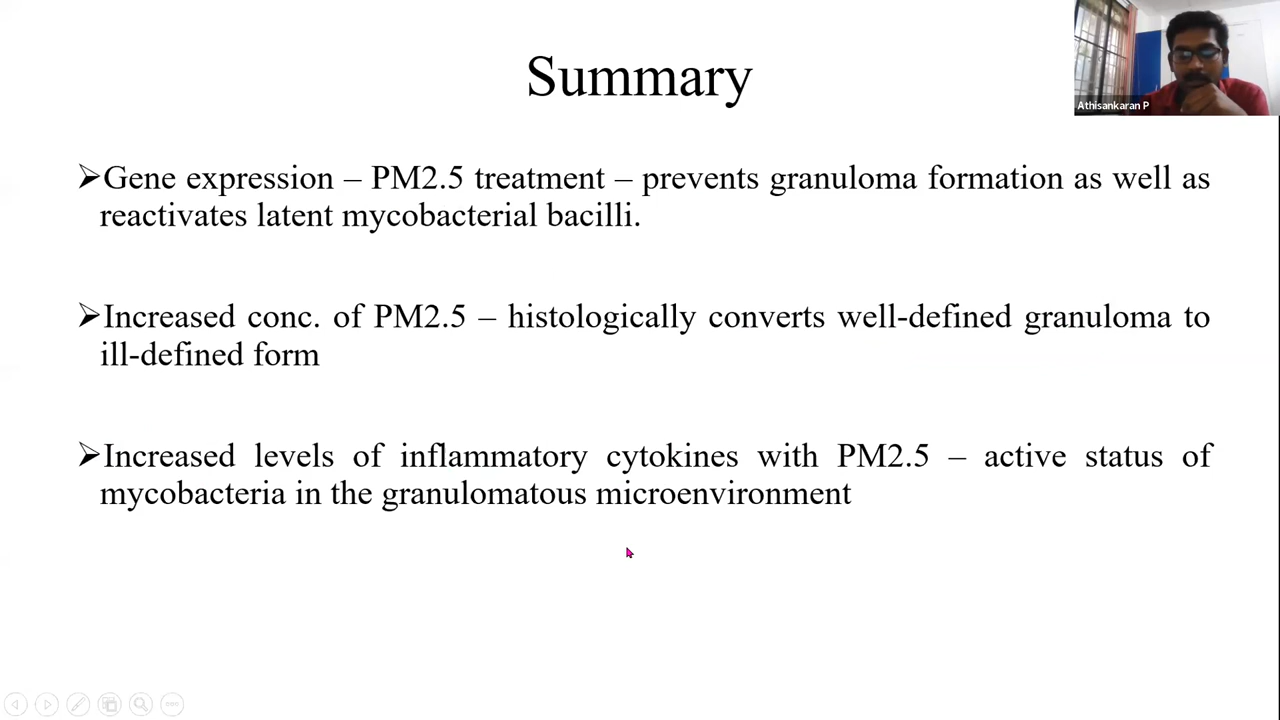 Summary
Athisankaran P
➢Gene expression – PM2.5 treatment – prevents granuloma formation as well as
reactivates latent mycobacterial bacilli.
➢Increased conc. of PM2.5 – histologically converts well-defined granuloma to
ill-defined form
➢Increased levels of inflammatory cytokines with PM2.5 – active status of
mycobacteria in the granulomatous microenvironment